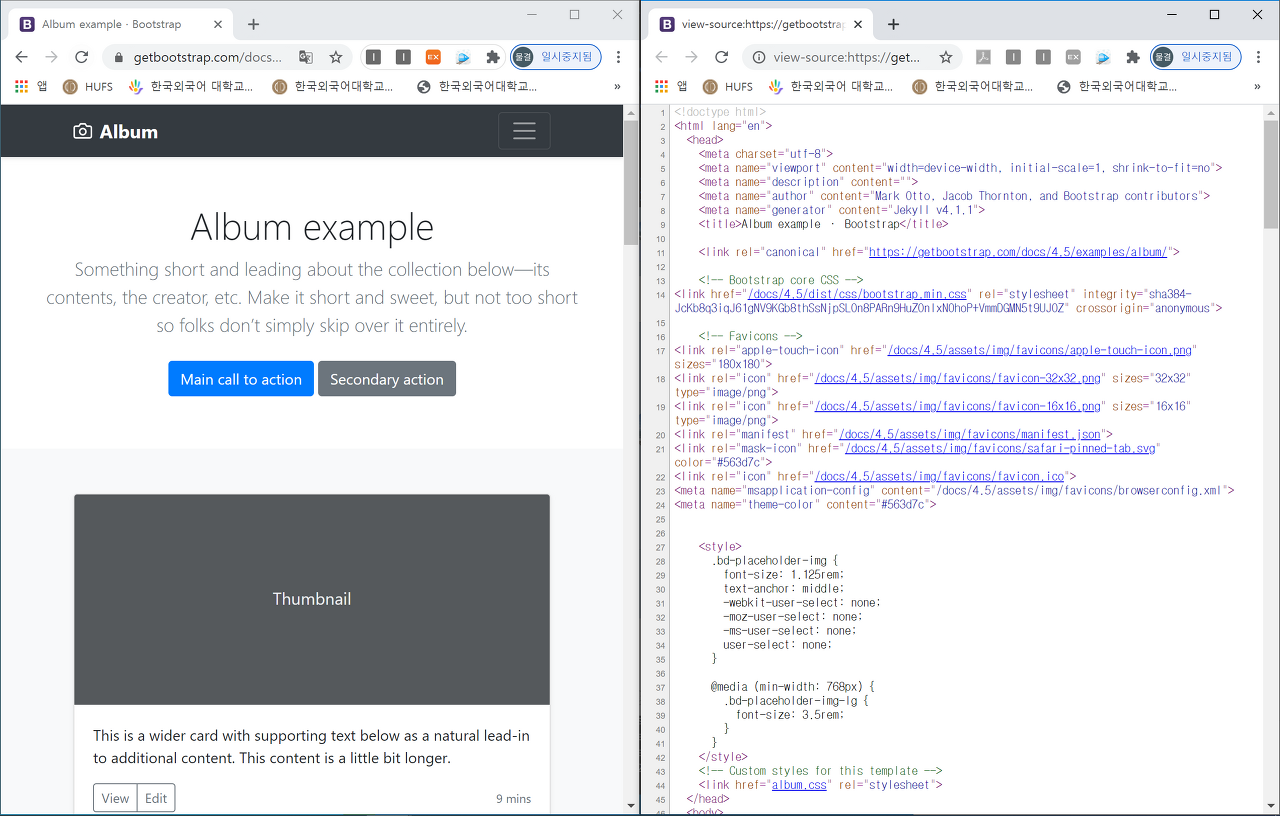 Album example · Bootstrap
getbootstrap.com/docs...
EX
물결
일시중지됨
앱
HUFS
한국외국어 대학교...
한국외국어대학교...
한국외국어대학교...
»
Album
Album example
Something short and leading about the collection below—its
contents, the creator, etc. Make it short and sweet, but not too short
so folks don’t simply skip over it entirely.
Main call to action
Secondary action
Thumbnail
This is a wider card with supporting text below as a natural lead-in
to additional content. This content is a little bit longer.
View
Edit
9 mins
view-source:https://getbootstrap
view-source:https://get...
EX
물결
일시중지됨
앱
HUFS
한국외국어 대학교...
한국외국어대학교...
한국외국어대학교...
»
1 <!doctype html>
2 <html lang="en">
3 <head>
4 <meta charset="utf-8">
5 <meta name="viewport" content="width=device-width, initial-scale=1, shrink-to-fit=no">
6 <meta name="description" content="">
7 <meta name="author" content="Mark Otto, Jacob Thornton, and Bootstrap contributors">
8 <meta name="generator" content="Jekyll v4.1.1">
9 <title>Album example · Bootstrap</title>
10
11 <link rel="canonical" href="https://getbootstrap.com/docs/4.5/examples/album/">
12
13 <!-- Bootstrap core CSS -->
14 <link href="/docs/4.5/dist/css/bootstrap.min.css" rel="stylesheet" integrity="sha384-
JcKb8q3iqJ61gNV9KGb8thSsNjpSL0n8PARn9HuZOnIxN0hoP+VmmDGMN5t9UJ0Z" crossorigin="anonymous">
15
16 <!-- Favicons -->
17 <link rel="apple-touch-icon" href="/docs/4.5/assets/img/favicons/apple-touch-icon.png"
sizes="180x180">
18 <link rel="icon" href="/docs/4.5/assets/img/favicons/favicon-32x32.png" sizes="32x32"
type="image/png">
19 <link rel="icon" href="/docs/4.5/assets/img/favicons/favicon-16x16.png" sizes="16x16"
type="image/png">
20 <link rel="manifest" href="/docs/4.5/assets/img/favicons/manifest.json">
21 <link rel="mask-icon" href="/docs/4.5/assets/img/favicons/safari-pinned-tab.svg"
color="#563d7c">
22 <link rel="icon" href="/docs/4.5/assets/img/favicons/favicon.ico">
23 <meta name="msapplication-config" content="/docs/4.5/assets/img/favicons/browserconfig.xml">
24 <meta name="theme-color" content="#563d7c">
25
26
27 <style>
28 .bd-placeholder-img {
29 font-size: 1.125rem;
30 text-anchor: middle;
31 -webkit-user-select: none;
32 -moz-user-select: none;
33 -ms-user-select: none;
34 user-select: none;
35 }
36
37 @media (min-width: 768px) {
38 .bd-placeholder-img-lg {
39 font-size: 3.5rem;
40 }
41 }
42 </style>
43 <!-- Custom styles for this template -->
44 <link href="album.css" rel="stylesheet">
45 </head>
46 <body>